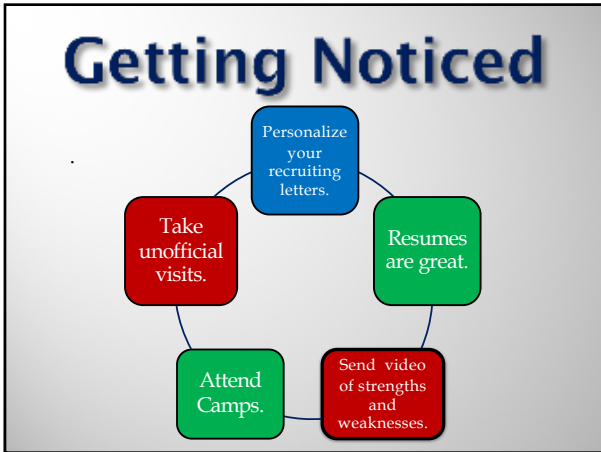 Getting Noticed
Personalize
your
recruiting
letters.
Resumes
are great.
Send video
of strengths
and
weaknesses.
Attend
Camps.
Take
unofficial
visits.
.